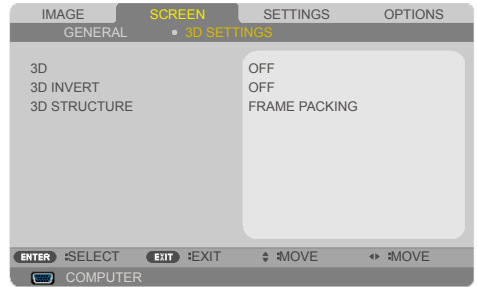 IMAGE SCREEN SETTINGS OPTIONS
GENERAL • 3D SETTINGS
3D OFF
3D INVERT OFF
3D STRUCTURE FRAME PACKING
ENTER :SELECT EXIT :EXIT :MOVE :MOVE
COMPUTER